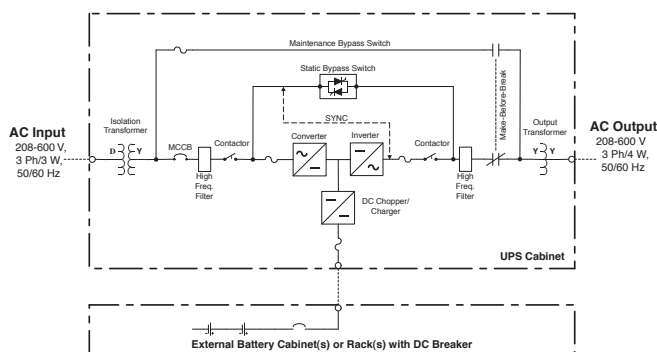 Maintenance Bypass Switch
Static Bypass Switch
Isolation
Transformer
SYNC
Make-Before-Break
Output
Transformer
AC Input
208-600 V,
3 Ph/3 W,
50/60 Hz
D Y
MCCB
Contactor
Converter
Inverter
Contactor
Y Y
AC Output
208-600 V
3 Ph/4 W,
50/60 Hz
High
Freq.
Filter
High
Freq.
Filter
DC Chopper/
Charger
UPS Cabinet
External Battery Cabinet(s) or Rack(s) with DC Breaker